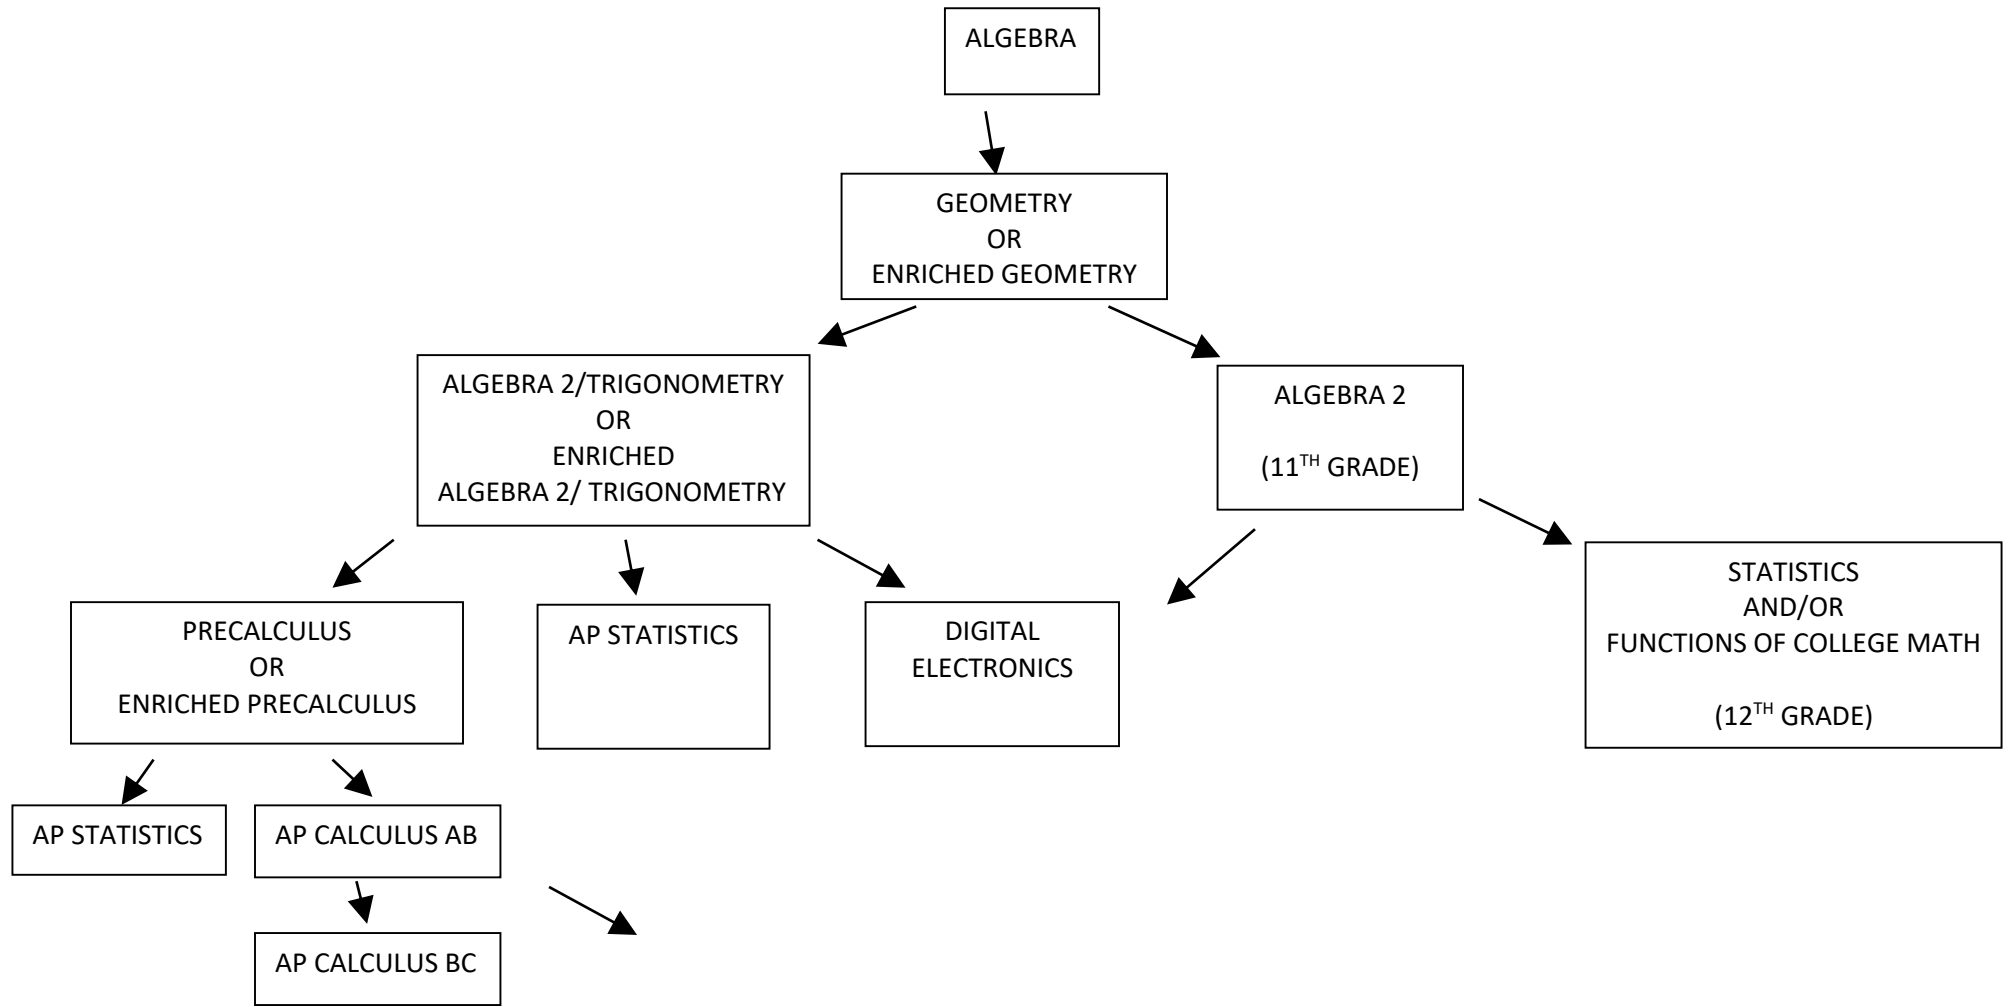 ALGEBRA
GEOMETRY
OR
ENRICHED GEOMETRY
ALGEBRA 2/TRIGONOMETRY
OR
ENRICHED
ALGEBRA 2/ TRIGONOMETRY
ALGEBRA 2
(11TH GRADE)
PRECALCULUS
OR
ENRICHED PRECALCULUS
AP STATISTICS
DIGITAL
ELECTRONICS
STATISTICS
AND/OR
FUNCTIONS OF COLLEGE MATH
(12TH GRADE)
AP STATISTICS
AP CALCULUS AB
AP CALCULUS BC